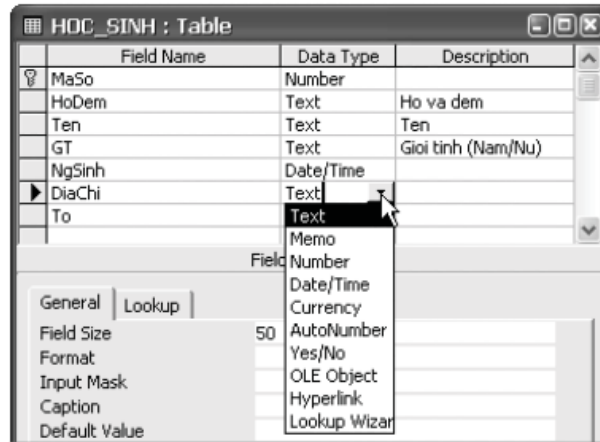 HOC_SINH : Table
Field Name Data Type Description
MaSo Number
HoDem Text Ho va dem
Ten Text Ten
GT Text Gioi tinh (Nam/Nu)
NgSinh Date/Time
DiaChi Text
To Text
Memo
Field Number
Date/Time
General Lookup Currency
Field Size 50 AutoNumber
Format Yes/No
Input Mask OLE Object
Caption Hyperlink
Default Value Lookup Wizar